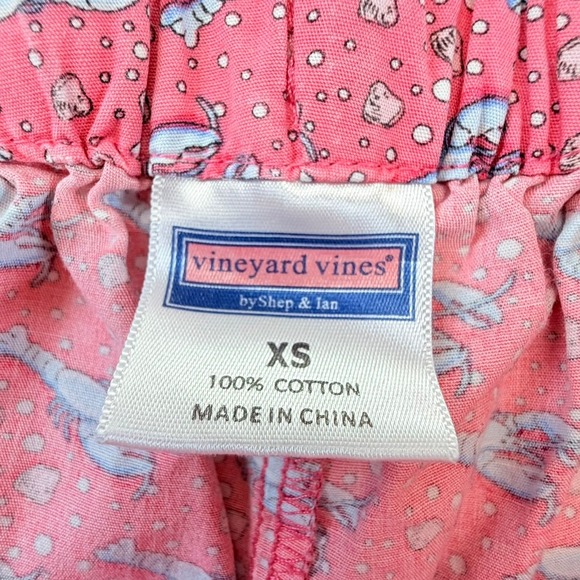 vineyard vines®
by Shep & Ian
XS
100% COTTON
MADE IN CHINA